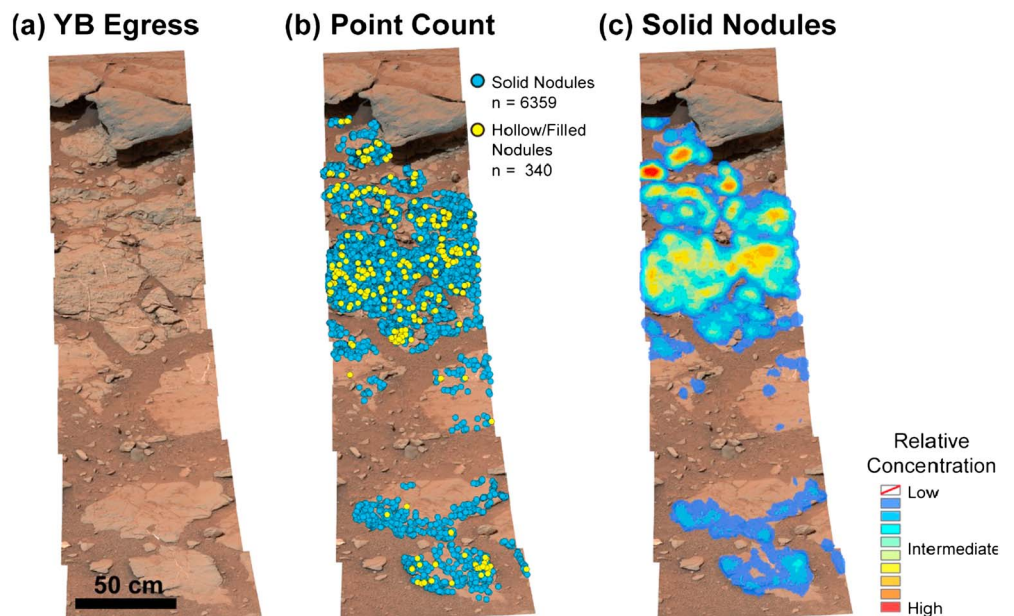 (a) YB Egress
(b) Point Count
(c) Solid Nodules
Solid Nodules
n = 6359
Hollow/Filled
Nodules
n = 340
Relative
Concentration
Low
Intermediate
High
50 cm